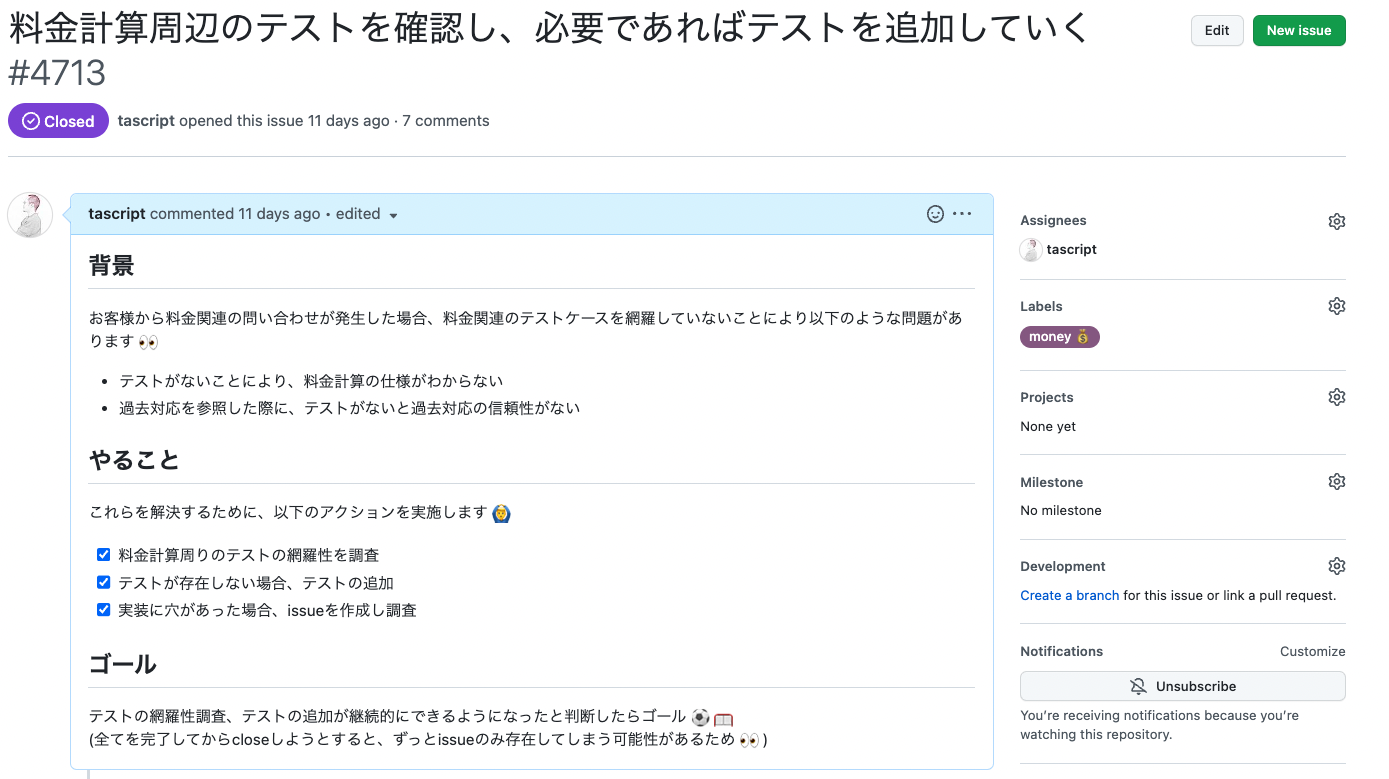 料金計算周辺のテストを確認し、必要であればテストを追加していく
#4713
Edit
New issue
Closed
tascript opened this issue 11 days ago · 7 comments
tascript commented 11 days ago • edited
背景
お客様から料金関連の問い合わせが発生した場合、料金関連のテストケースを網羅していないことにより以下のような問題があ
ります 👀
• テストがないことにより、料金計算の仕様がわからない
• 過去対応を参照した際に、テストがないと過去対応の信頼性がない
やること
これらを解決するために、以下のアクションを実施します 🙆‍♂️
料金計算周りのテストの網羅性を調査
テストが存在しない場合、テストの追加
実装に穴があった場合、issueを作成し調査
ゴール
テストの網羅性調査、テストの追加が継続的にできるようになったと判断したらゴール ⚽🥅
(全てを完了してからcloseしようとすると、ずっとissueのみ存在してしまう可能性があるため 👀 )
Assignees
tascript
Labels
money 💰
Projects
None yet
Milestone
No milestone
Development
Create a branch for this issue or link a pull request.
Notifications
Customize
Unsubscribe
You’re receiving notifications because you’re
watching this repository.